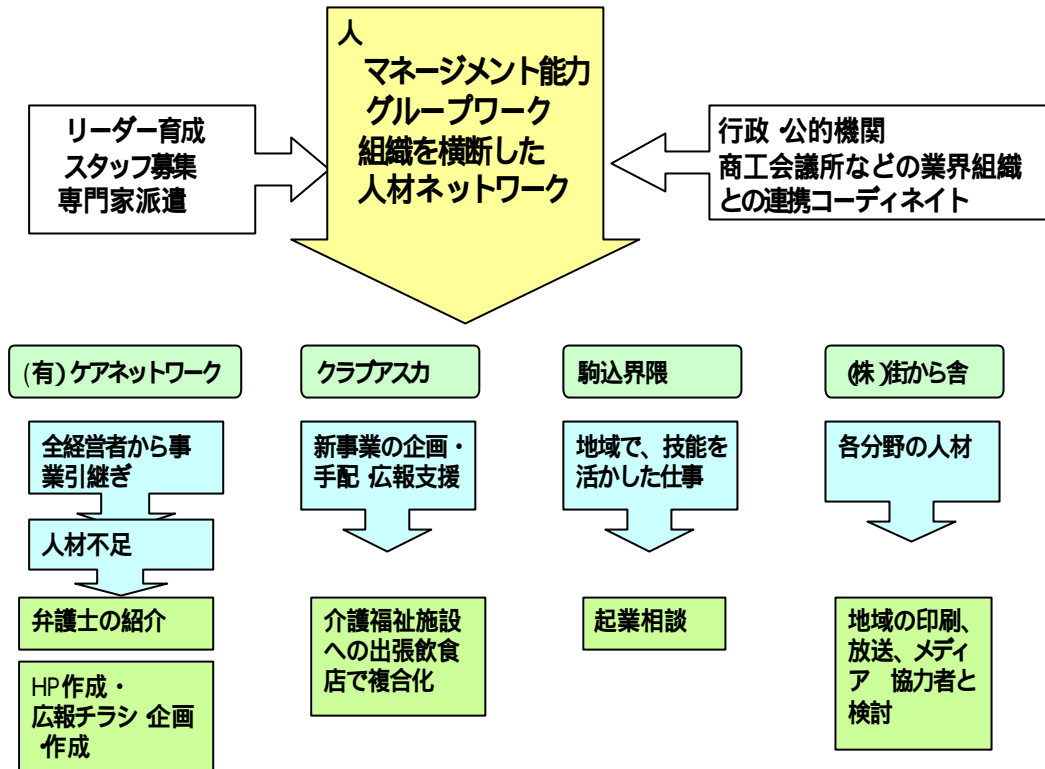 人
マネージメント能力
グループワーク
組織を横断した
人材ネットワーク
リーダー育成
スタッフ募集
専門家派遣
行政・公的機関
商工会議所などの業界組織
との連携コーディネイト
(有)ケアネットワーク
クラブアスカ
駒込界隈
(株)街から舎
全経営者から事
業引継ぎ
人材不足
弁護士の紹介
HP作成・
広報チラシ・企画
・作成
新事業の企画・
手配・広報支援
介護福祉施設
への出張飲食
店で複合化
地域で、技能を
活かした仕事
起業相談
各分野の人材
地域の印刷、
放送、メディ
ア 協力者と
検討